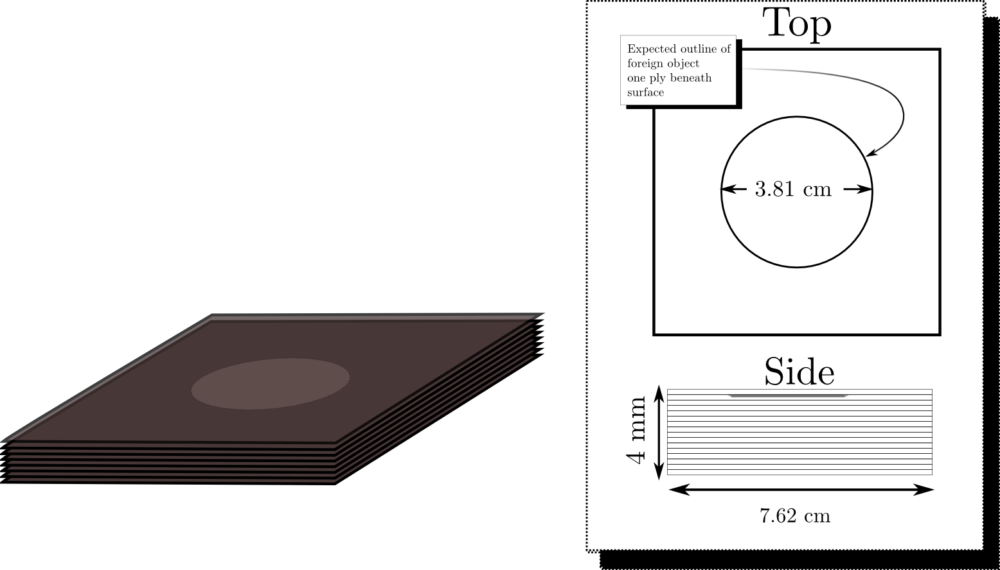 Top
Expected outline of
foreign object
one ply beneath
surface
3.81 cm
Side
4 mm
7.62 cm